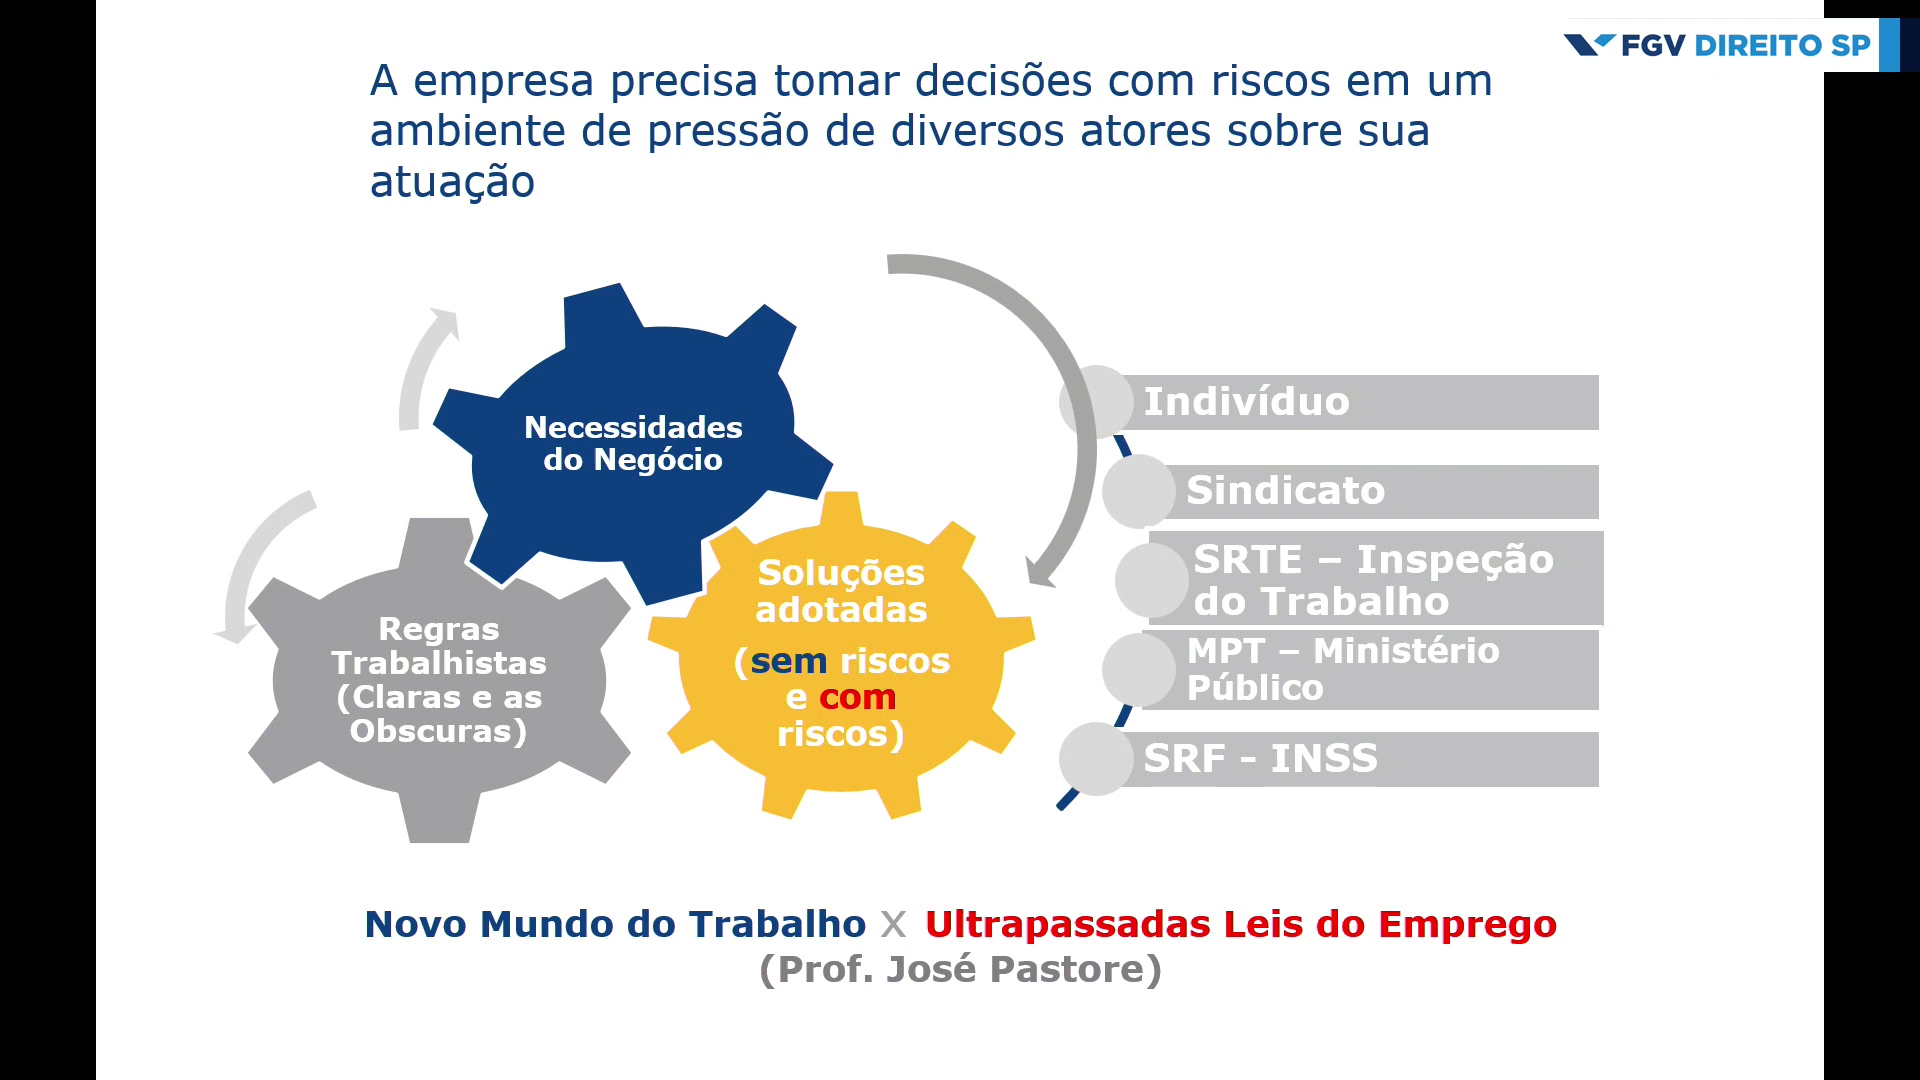 FGV DIREITO SP
A empresa precisa tomar decisões com riscos em um
ambiente de pressão de diversos atores sobre sua
atuação
Necessidades
do Negócio
Regras
Trabalhistas
(Claras e as
Obscuras)
Soluções
adotadas
(sem riscos
e com
riscos)
Indivíduo
Sindicato
SRTE – Inspeção
do Trabalho
MPT – Ministério
Público
SRF - INSS
Novo Mundo do Trabalho X Ultrapassadas Leis do Emprego
(Prof. José Pastore)